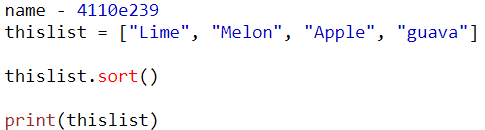 name - 4110e239
thislist = ["Lime", "Melon", "Apple", "guava"]
thislist.sort()
print(thislist)